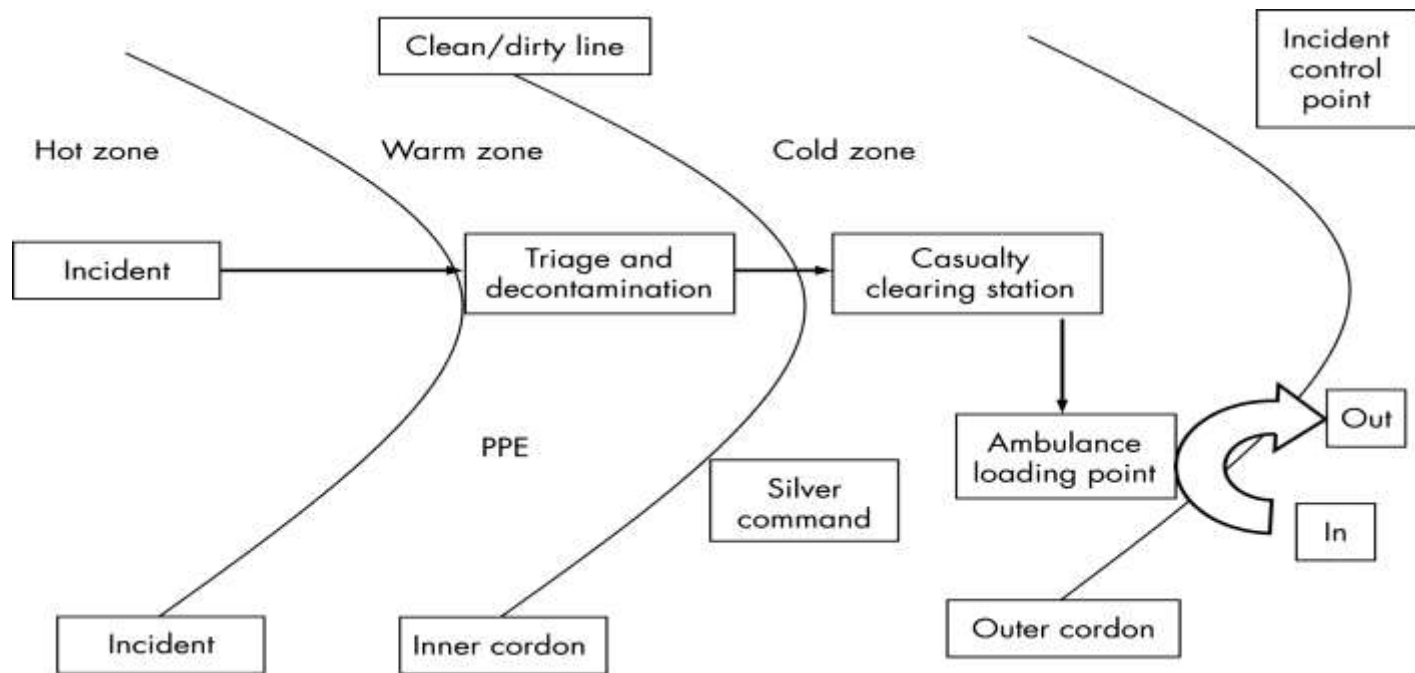 Clean/dirty line
Incident
control
point
Hot zone
Warm zone
Cold zone
Incident
Triage and
decontamination
Casualty
clearing station
PPE
Ambulance
loading point
Out
Silver
command
In
Incident
Inner cordon
Outer cordon